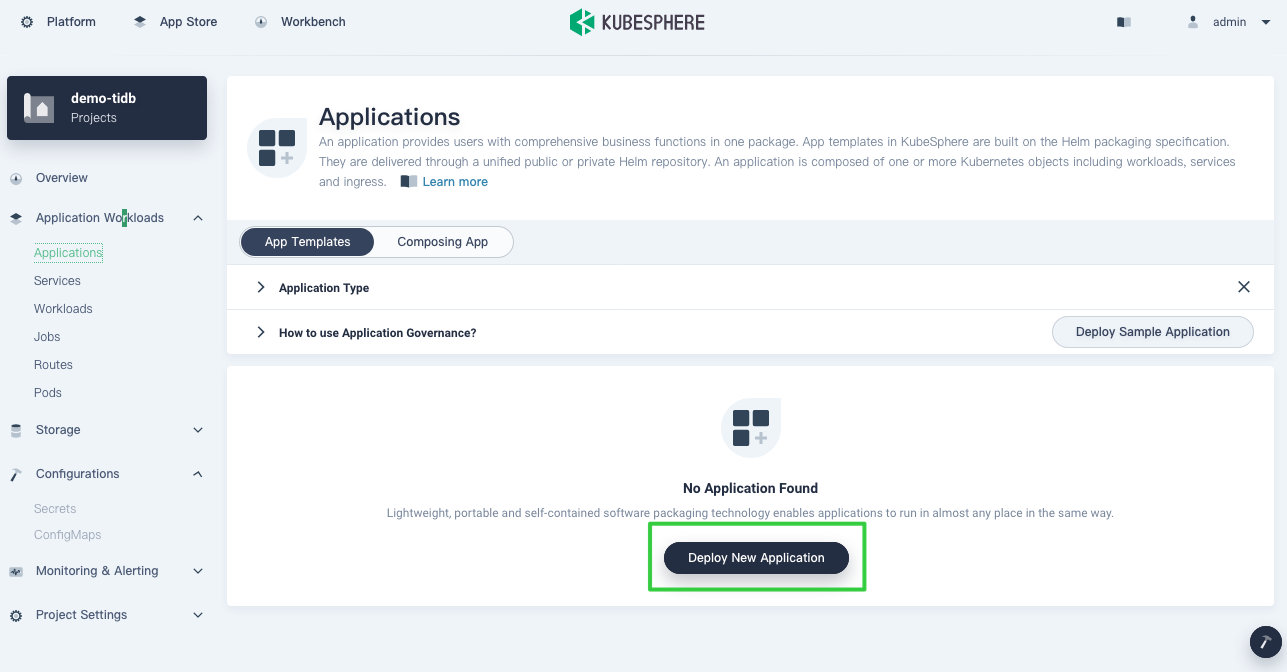 Platform
App Store
Workbench
KUBESPHERE
admin
demo-tidb
Projects
Overview
Application Workloads
Applications
Services
Workloads
Jobs
Routes
Pods
Storage
Configurations
Secrets
ConfigMaps
Monitoring & Alerting
Project Settings
Applications
An application provides users with comprehensive business functions in one package. App templates in KubeSphere are built on the Helm packaging specification.
They are delivered through a unified public or private Helm repository. An application is composed of one or more Kubernetes objects including workloads, services
and ingress. Learn more
App Templates
Composing App
Application Type
How to use Application Governance?
Deploy Sample Application
No Application Found
Lightweight, portable and self-contained software packaging technology enables applications to run in almost any place in the same way.
Deploy New Application